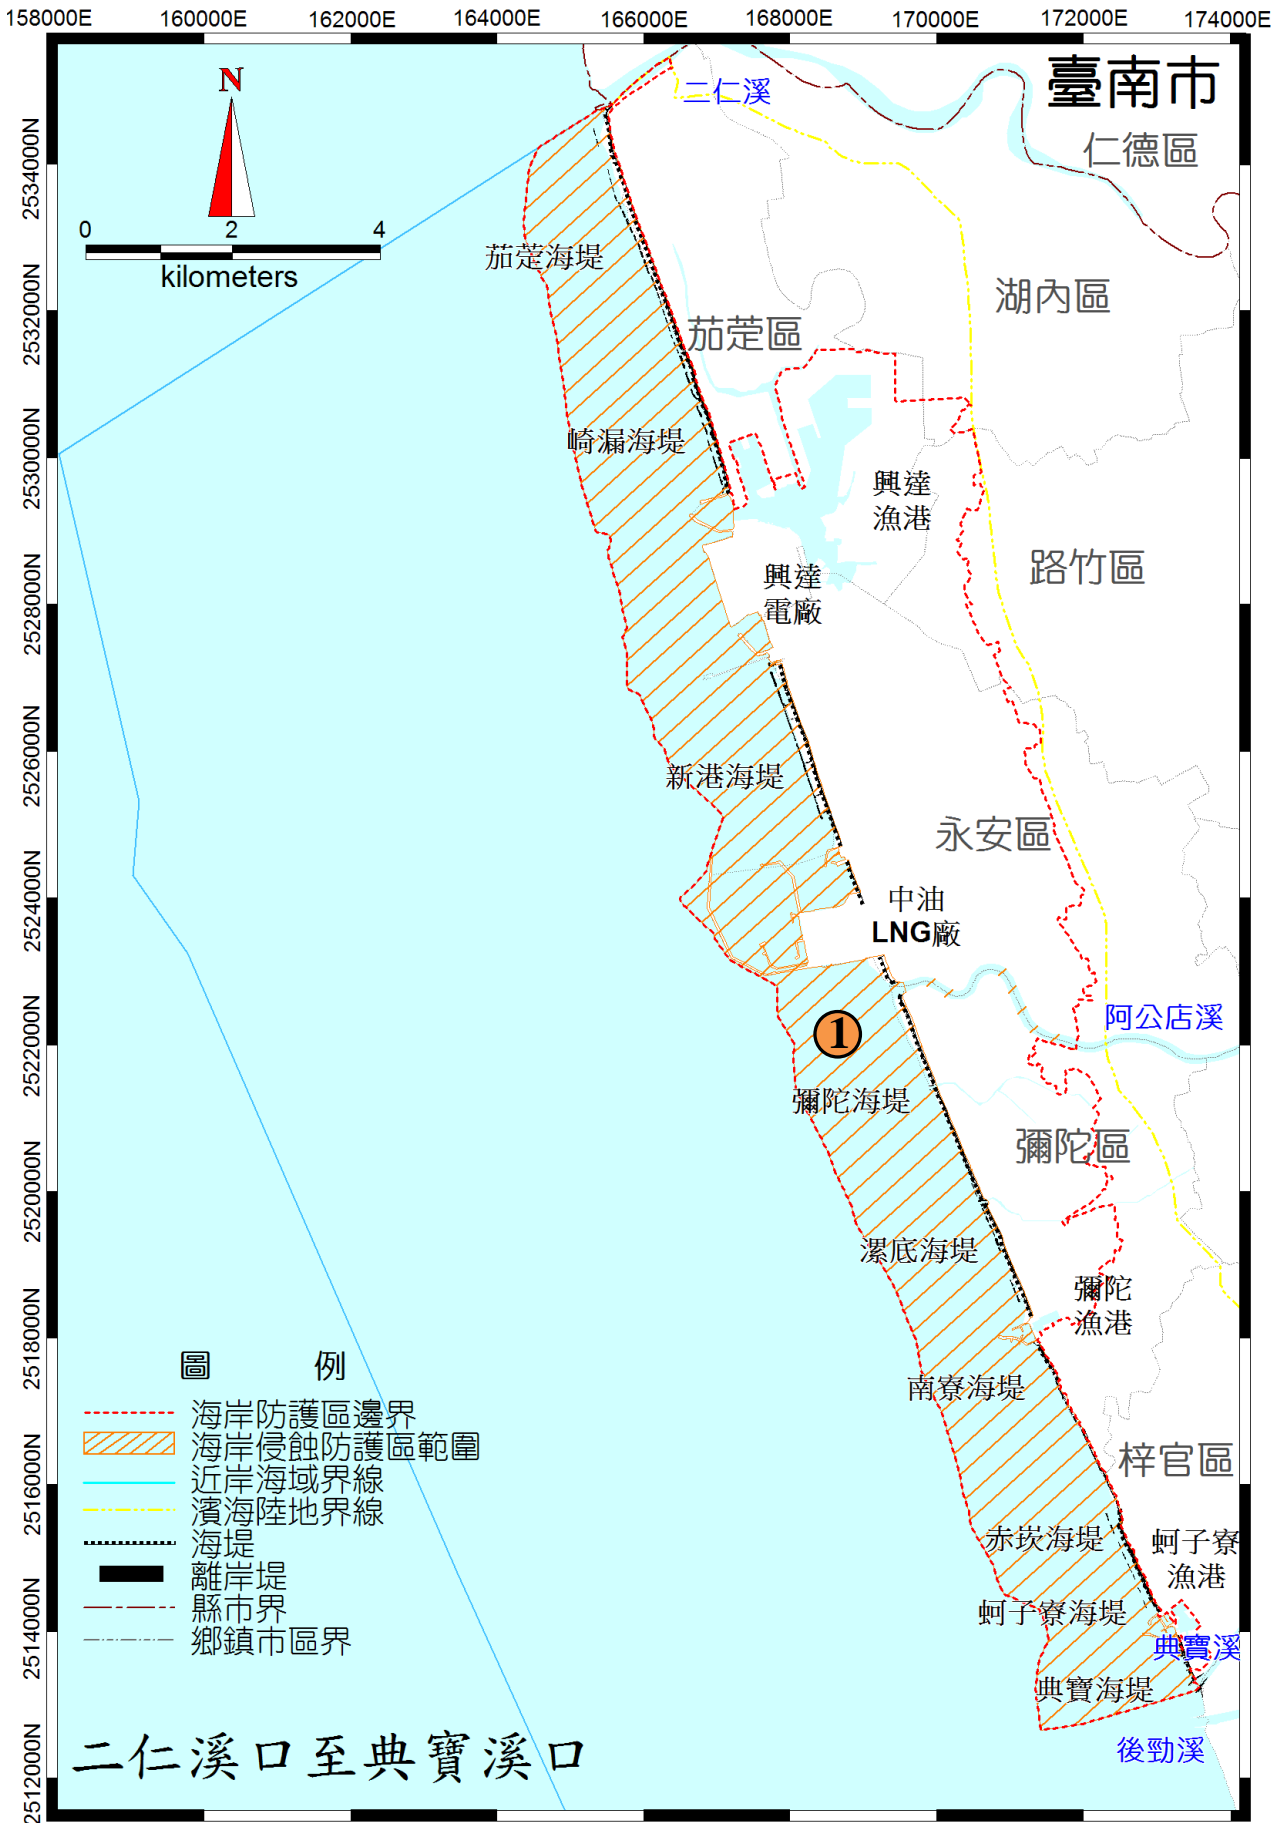 158000E 160000E 162000E 164000E 166000E 168000E 170000E 172000E 174000E
N
0 2 4
kilometers
臺南市
二仁溪
仁德區
2534000N
茄萣海堤
湖內區
2532000N
茄萣區
2530000N
崎漏海堤
興達
漁港
路竹區
2528000N
興達
電廠
2526000N
新港海堤
永安區
2524000N
中油
LNG廠
2522000N
阿公店溪
1
彌陀海堤
彌陀區
2520000N
漯底海堤
彌陀
漁港
2518000N
南寮海堤
2516000N
梓官區
赤崁海堤
蚵子寮
漁港
2514000N
蚵子寮海堤
典寶溪
典寶海堤
後勁溪
2512000N
圖 例
海岸防護區邊界
海岸侵蝕防護區範圍
近岸海域界線
濱海陸地界線
海堤
離岸堤
縣市界
鄉鎮市區界
二仁溪口至典寶溪口